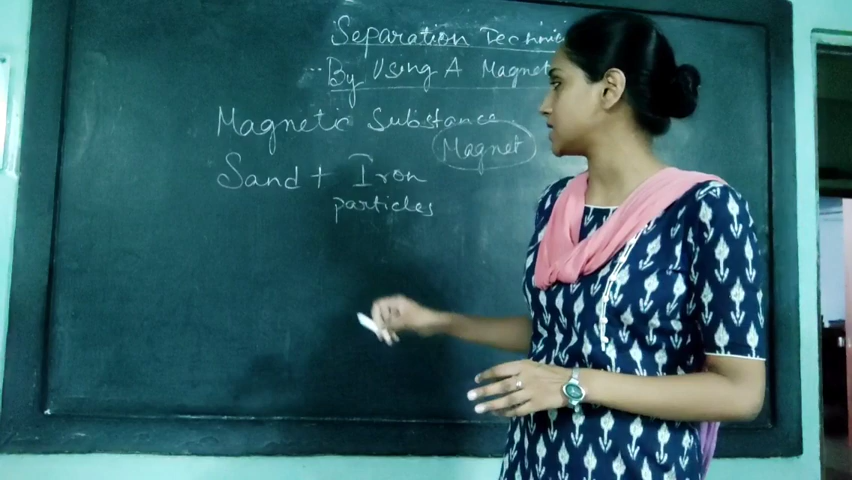 Separation Technic
By Using A Magnet
Magnetic Substance
Magnet
Sand + Iron
particles